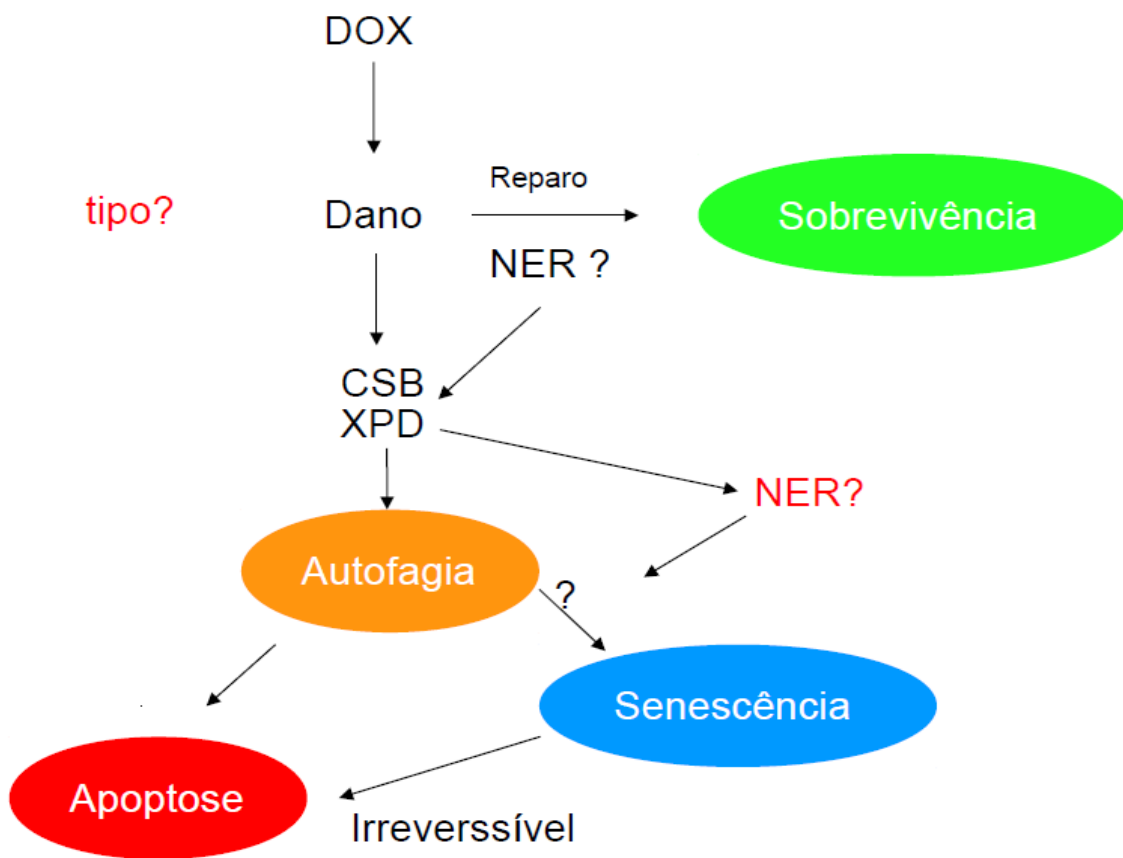 DOX
Reparo
tipo?
Dano
Sobrevivência
NER ?
CSB
XPD
NER?
Autofagia
?
Senescência
Apoptose
Irreverssível